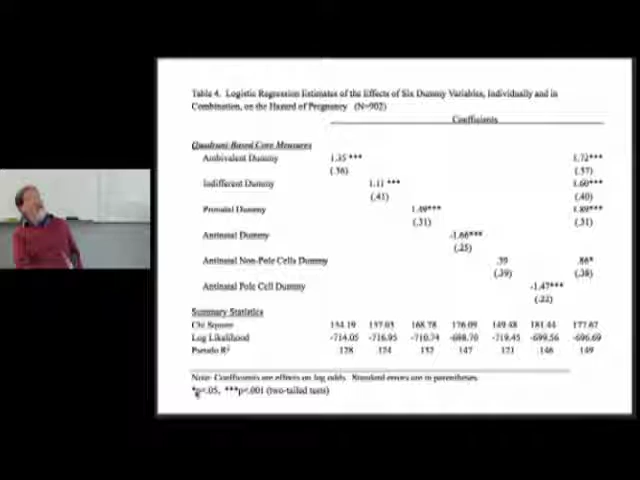 Table 4. Logistic Regression Estimates of the Effects of Six Dummy Variables, Individually and in
Combination, on the Hazard of Pregnancy (N=902)
Coefficients
Quadrant-Based Core Measures
Ambivalent Dummy 1.35 *** 1.72***
(.36) (.37)
Indifferent Dummy 1.11 *** 1.60***
(.41) (.40)
Pronatal Dummy 1.49*** 1.89***
(.31) (.31)
Antinatal Dummy -1.66***
(.25)
Antinatal Non-Pole Cells Dummy .39 .86*
(.39) (.38)
Antinatal Pole Cell Dummy -1.47***
(.22)
Summary Statistics
Chi Square 154.19 168.78 176.09 149.48 181.44 177.67
Log Likelihood -714.05 -716.95 -710.74 -698.70 -719.45 -699.56 -696.69
Pseudo R² 128 124 132 147 121 146 149
Note: Coefficients are effects on log odds. Standard errors are in parentheses.
*p<.05, ***p<.001 (two-tailed tests)